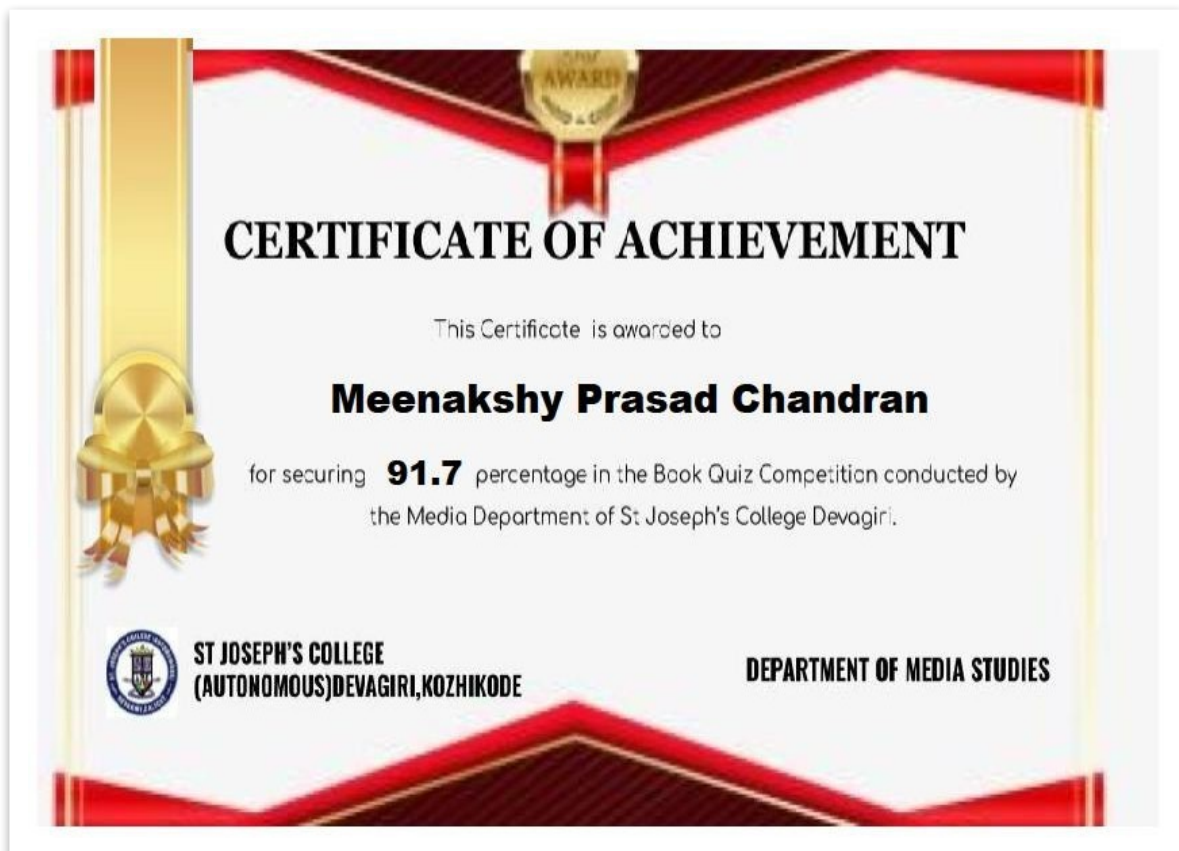 AWARD
CERTIFICATE OF ACHIEVEMENT
This Certificate is awarded to
Meenakshy Prasad Chandran
for securing 91.7 percentage in the Book Quiz Competition conducted by
the Media Department of St Joseph's College Devagiri.
ST JOSEPH'S COLLEGE
(AUTONOMOUS)DEVAGIRI,KOZHIKODE
DEPARTMENT OF MEDIA STUDIES